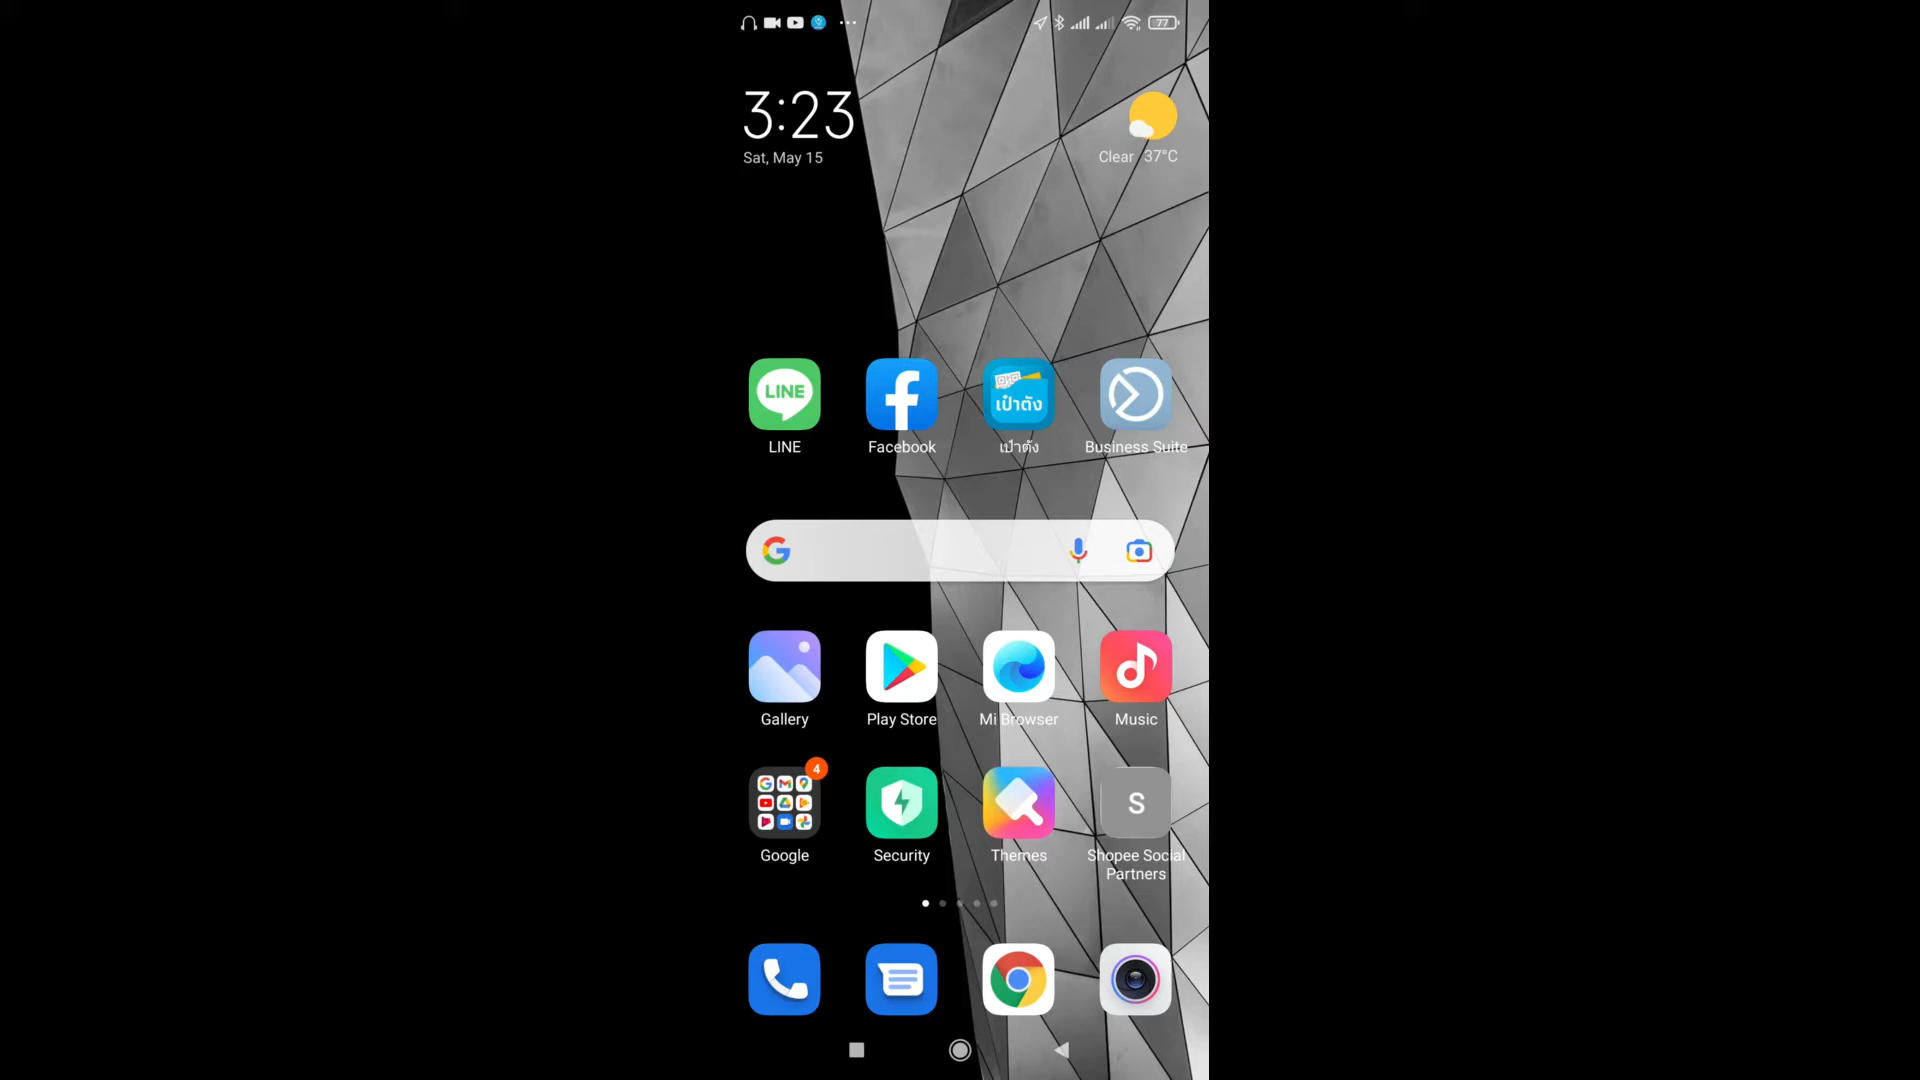 77
3:23
Sat, May 15
Clear 37°C
LINE
เป๋าตัง
LINE
Facebook
เป๋าตัง
Business Suite
Gallery
Play Store
Mi Browser
Music
4
S
Google
Security
Themes
Shopee Social
Partners